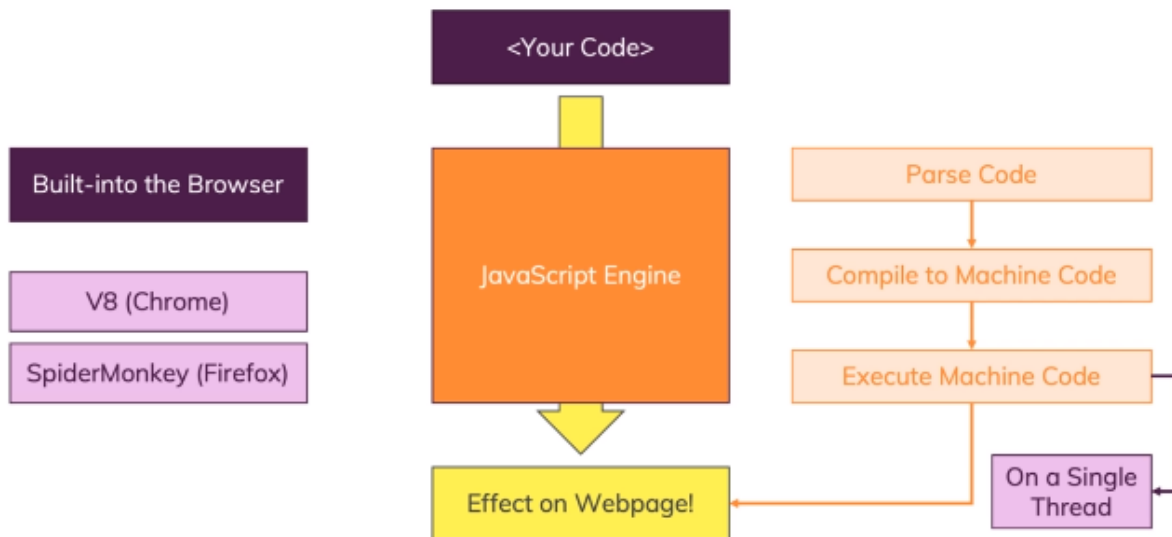 <Your Code>
Built-into the Browser
V8 (Chrome)
SpiderMonkey (Firefox)
JavaScript Engine
Effect on Webpage!
Parse Code
Compile to Machine Code
Execute Machine Code
On a Single
Thread